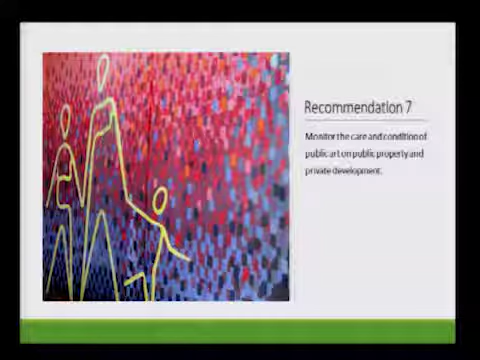 Recommendation 7
Monitor the care and condition of
public art on public property and
private development.